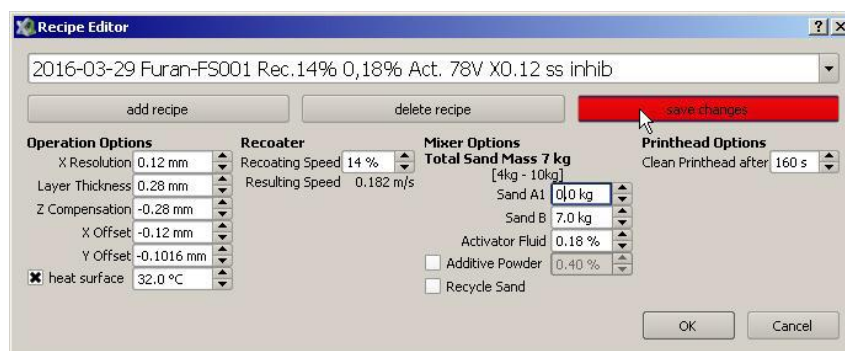 Recipe Editor
2016-03-29 Furan-FS001 Rec.14% 0,18% Act. 78V X0.12 ss inhib
add recipe
delete recipe
save changes
Operation Options
X Resolution 0.12 mm
Layer Thickness 0.28 mm
Z Compensation -0.28 mm
X Offset -0.12 mm
Y Offset -0.1016 mm
heat surface 32.0 °C
Recoater
Recoating Speed 14 %
Resulting Speed 0.182 m/s
Mixer Options
Total Sand Mass 7 kg
[4kg - 10kg]
Sand A1 0.0 kg
Sand B 7.0 kg
Activator Fluid 0.18 %
Additive Powder 0.40 %
Recycle Sand
Printhead Options
Clean Printhead after 160 s
OK
Cancel